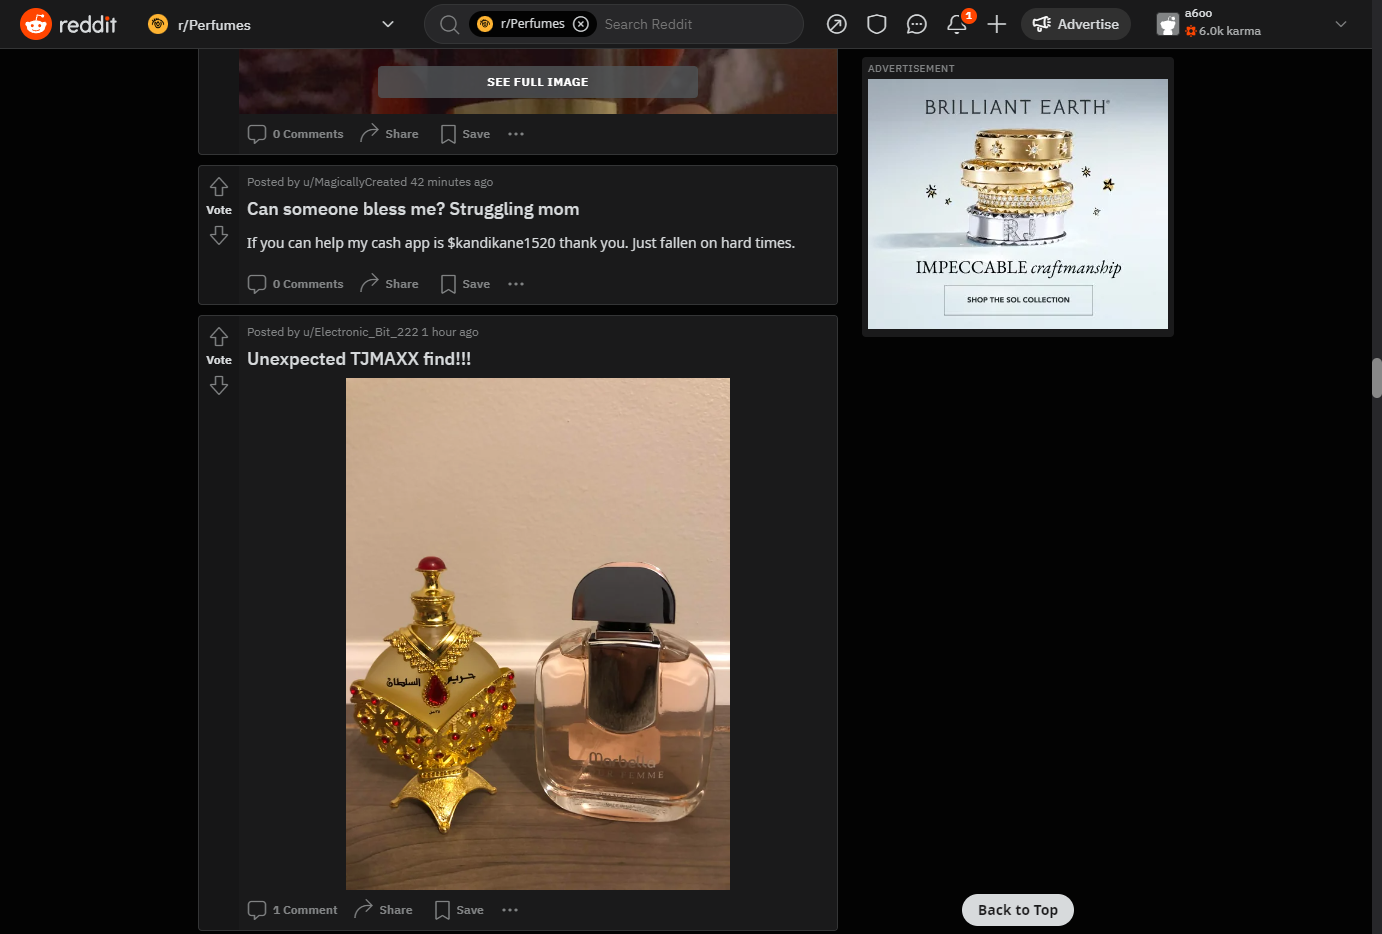 reddit
r/Perfumes
r/Perfumes
Search Reddit
1
Advertise
a6oo
6.0k karma
SEE FULL IMAGE
0 Comments
Share
Save
Posted by u/MagicallyCreated 42 minutes ago
Vote
Can someone bless me? Struggling mom
If you can help my cash app is $kandikane1520 thank you. Just fallen on hard times.
0 Comments
Share
Save
Posted by u/Electronic_Bit_222 1 hour ago
Vote
Unexpected TJMAXX find!!!
حريم السلطان
Marbella
POUR FEMME
1 Comment
Share
Save
ADVERTISEMENT
BRILLIANT EARTH®
RJ
IMPECCABLE craftmanship
SHOP THE SOL COLLECTION
Back to Top